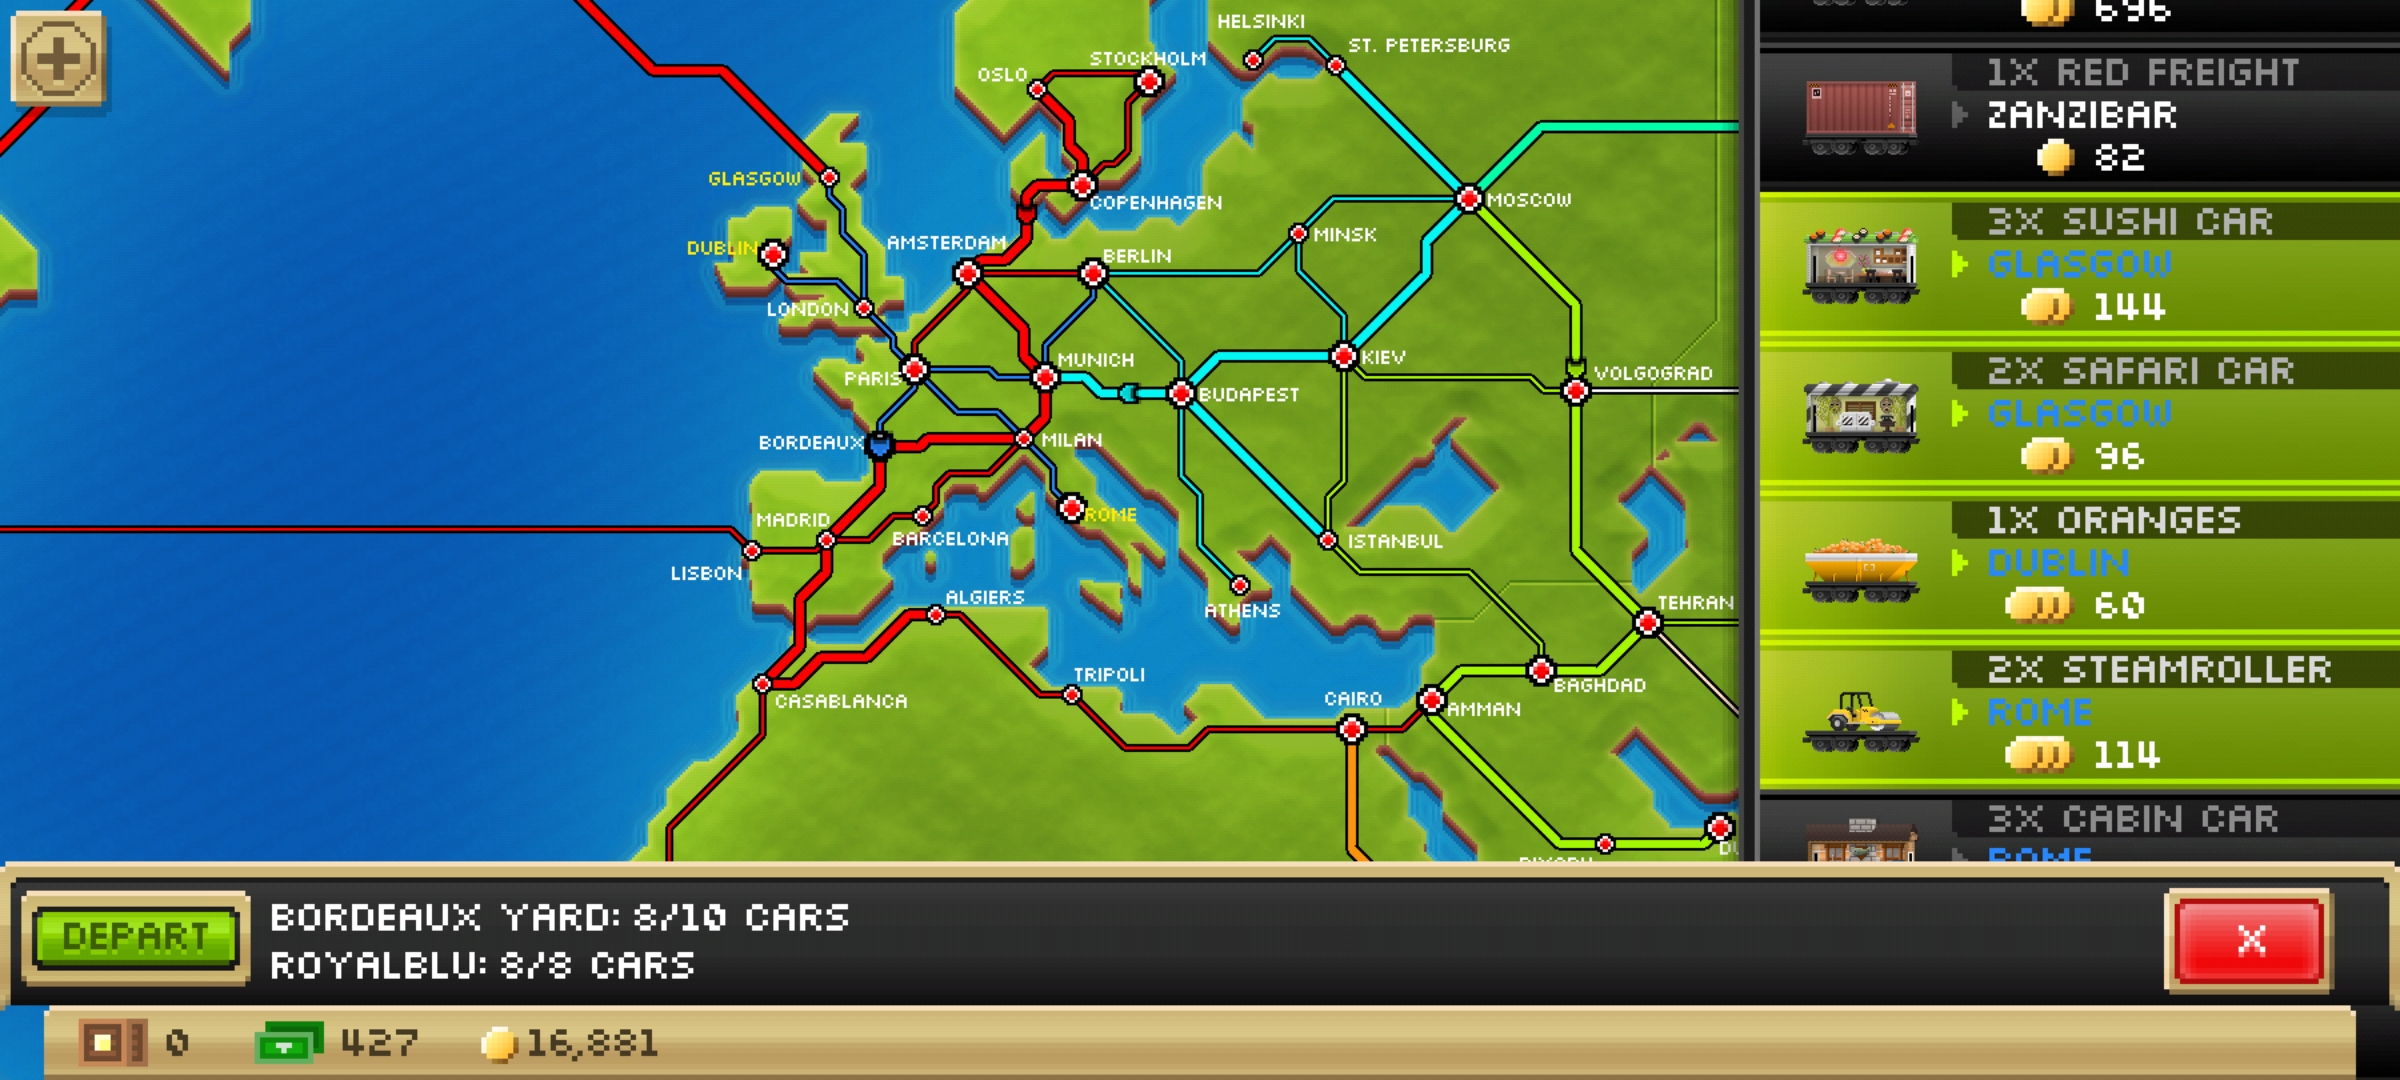 HELSINKI
ST. PETERSBURG
STOCKHOLM
OSLO
GLASGOW
COPENHAGEN
MOSCOW
MINSK
DUBLIN
AMSTERDAM
BERLIN
LONDON
MUNICH
KIEV
VOLGOGRAD
PARIS
BUDAPEST
BORDEAUX
MILAN
MADRID
ROME
BARCELONA
ISTANBUL
LISBON
ALGIERS
ATHENS
TEHRAN
TRIPOLI
BAGHDAD
CASABLANCA
CAIRO
AMMAN
696
1X RED FREIGHT
ZANZIBAR
82
3X SUSHI CAR
GLASGOW
144
2X SAFARI CAR
GLASGOW
96
1X ORANGES
DUBLIN
60
2X STEAMROLLER
ROME
114
3X CABIN CAR
ROME
DEPART
BORDEAUX YARD: 8/10 CARS
ROYALBLU: 8/8 CARS
X
0
427
16,881